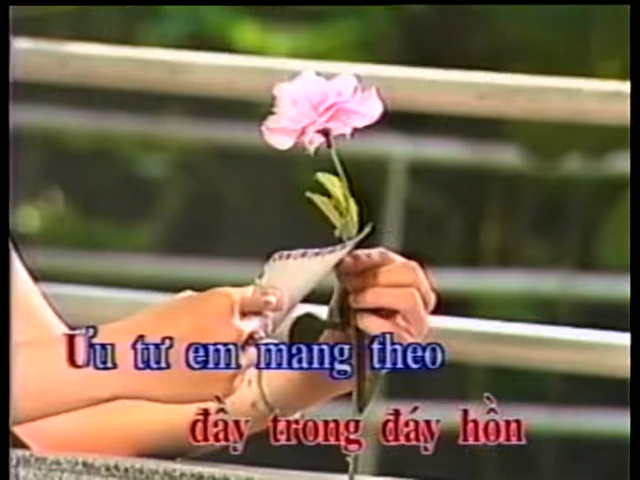 Ưu tư em mang theo
đầy trong đáy hồn